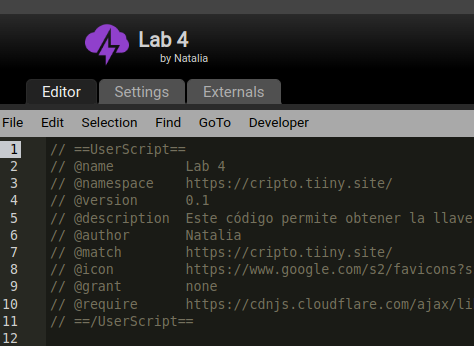 Lab 4
by Natalia
Editor Settings Externals
File Edit Selection Find GoTo Developer
1 // ==UserScript==
2 // @name Lab 4
3 // @namespace https://cripto.tiiny.site/
4 // @version 0.1
5 // @description Este código permite obtener la llave
6 // @author Natalia
7 // @match https://cripto.tiiny.site/
8 // @icon https://www.google.com/s2/favicons?s
9 // @grant none
10 // @require https://cdnjs.cloudflare.com/ajax/li
11 // ==/UserScript==
12